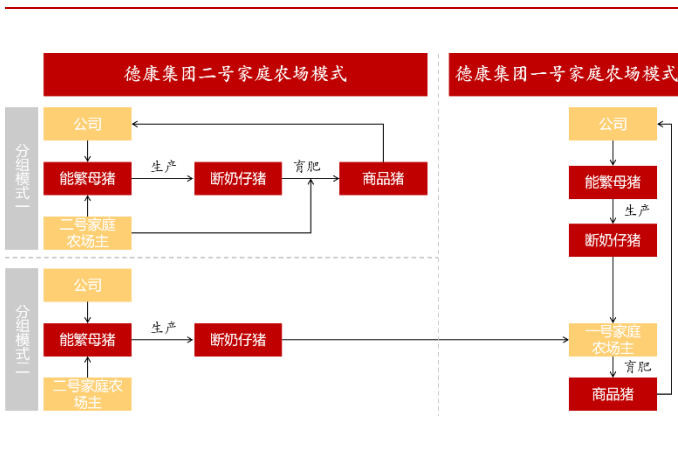 德康集团二号家庭农场模式
德康集团一号家庭农场模式
分组模式一
公司
能繁母猪
生产
断奶仔猪
育肥
商品猪
二号家庭
农场主
分组模式二
公司
能繁母猪
生产
断奶仔猪
二号家庭农
场主
公司
能繁母猪
生产
断奶仔猪
一号家庭
农场主
育肥
商品猪